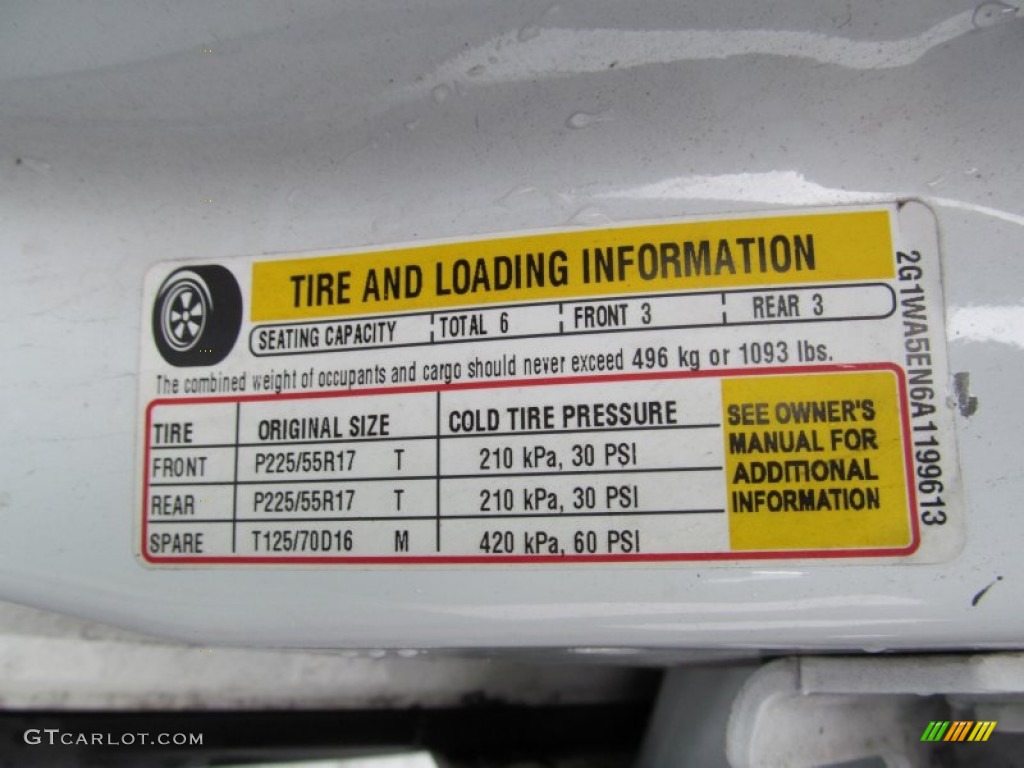 TIRE AND LOADING INFORMATION
SEATING CAPACITY TOTAL 6 FRONT 3 REAR 3
The combined weight of occupants and cargo should never exceed 496 kg or 1093 lbs.
TIRE ORIGINAL SIZE COLD TIRE PRESSURE
FRONT P225/55R17 T 210 kPa, 30 PSI
REAR P225/55R17 T 210 kPa, 30 PSI
SPARE T125/70D16 M 420 kPa, 60 PSI
SEE OWNER'S
MANUAL FOR
ADDITIONAL
INFORMATION
2G1WA5EN6A1199613
GTCARLOT.COM